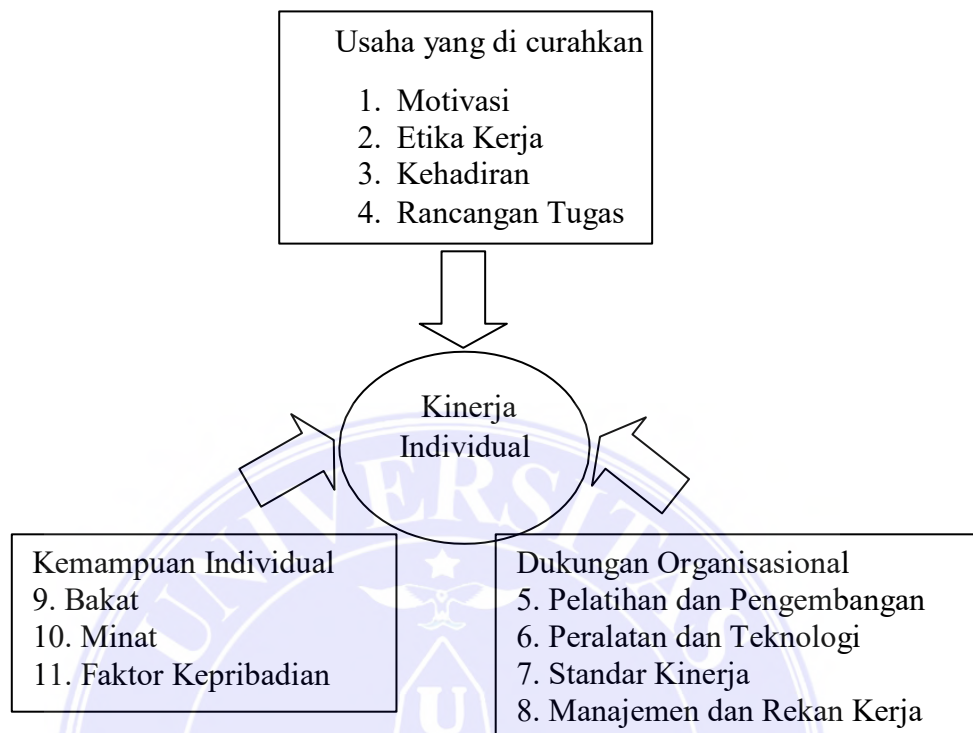 Usaha yang di curahkan
1. Motivasi
2. Etika Kerja
3. Kehadiran
4. Rancangan Tugas
Kinerja
Individual
Kemampuan Individual
9. Bakat
10. Minat
11. Faktor Kepribadian
Dukungan Organisasional
5. Pelatihan dan Pengembangan
6. Peralatan dan Teknologi
7. Standar Kinerja
8. Manajemen dan Rekan Kerja
UNIVERSITAS
U